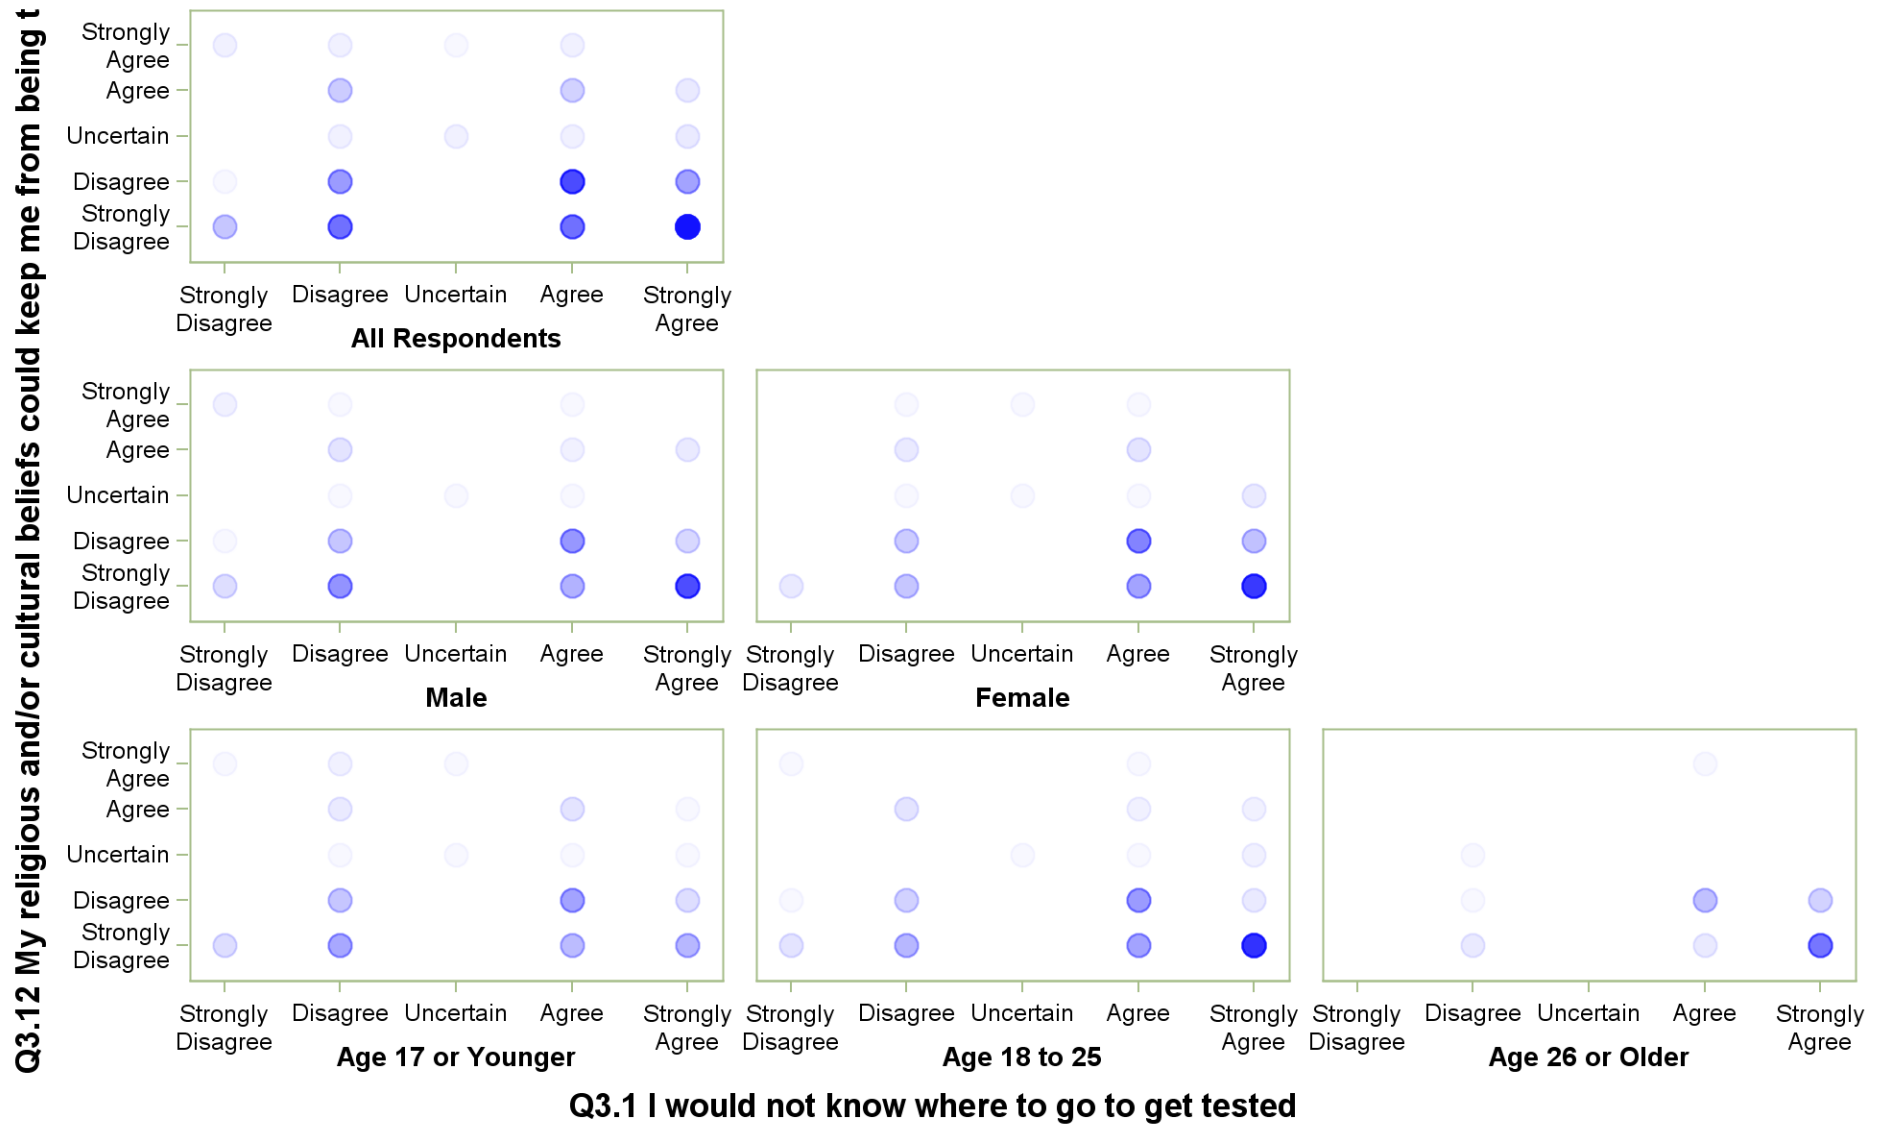 Q3.12 My religious and/or cultural beliefs could keep me from being t
Strongly
Agree
Agree
Uncertain
Disagree
Strongly
Disagree
Strongly Disagree Uncertain Agree Strongly
Disagree Agree
All Respondents
Strongly
Agree
Agree
Uncertain
Disagree
Strongly
Disagree
Strongly Disagree Uncertain Agree Strongly Strongly Disagree Uncertain Agree Strongly
Disagree Agree Disagree Agree
Male Female
Strongly
Agree
Agree
Uncertain
Disagree
Strongly
Disagree
Strongly Disagree Uncertain Agree Strongly Strongly Disagree Uncertain Agree Strongly Strongly Disagree Uncertain Agree Strongly
Disagree Agree Disagree Agree Disagree Agree
Age 17 or Younger Age 18 to 25 Age 26 or Older
Q3.1 I would not know where to go to get tested